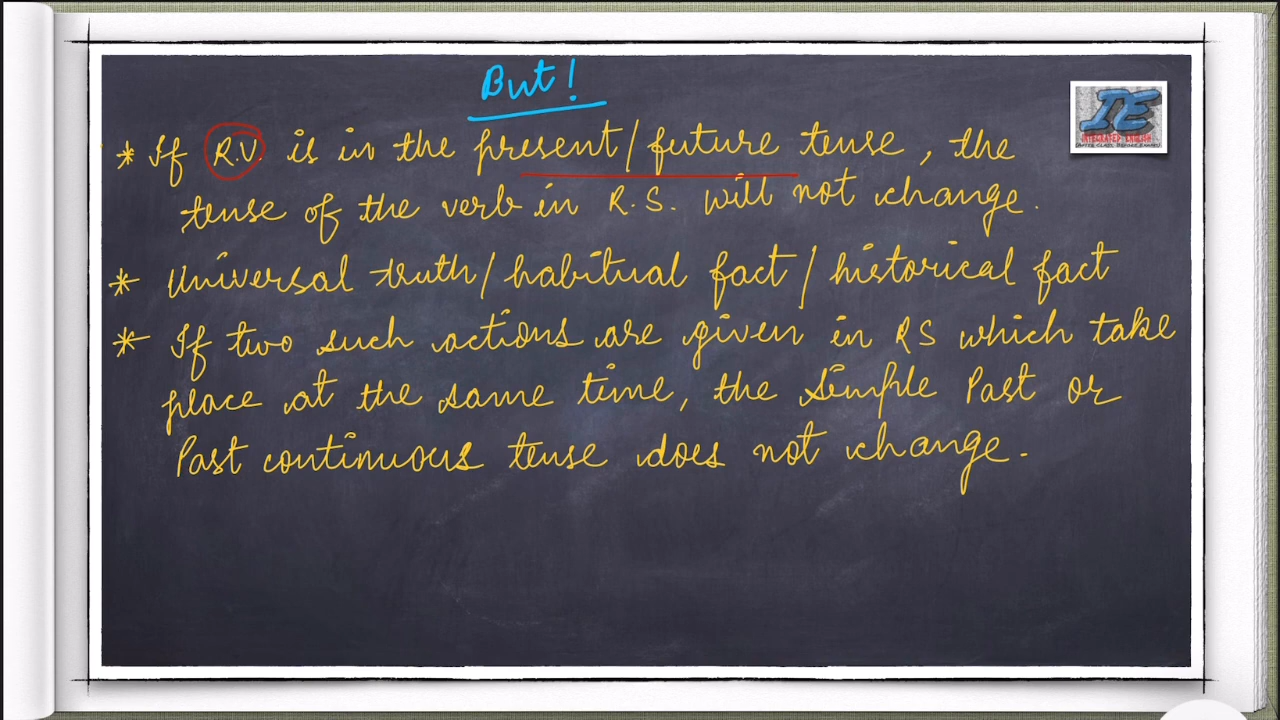 But!
* If R.V. is in the present/future tense, the
tense of the verb in R.S. will not change.
* Universal truth/habitual fact/historical fact
* If two such actions are given in RS which take
place at the same time, the Simple Past or
Past continuous tense does not change.
IE
INTEGRATED ENGLISH